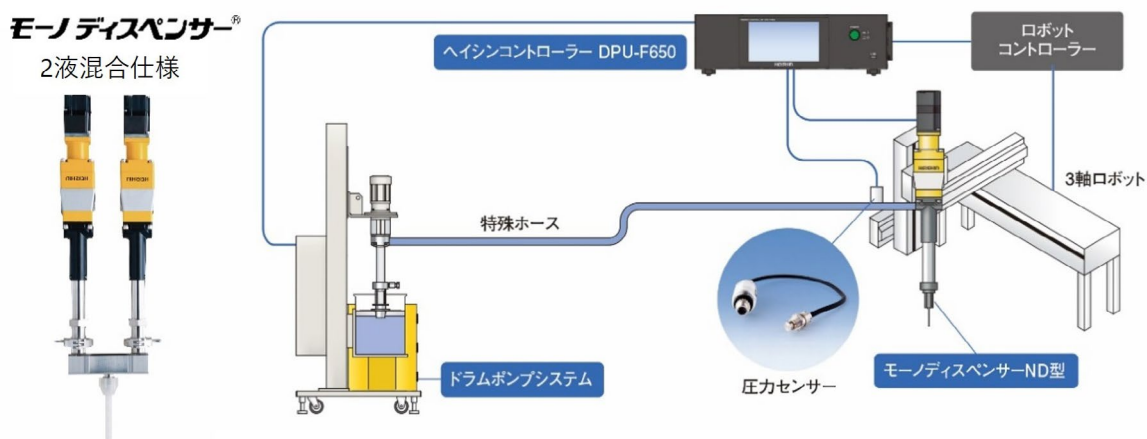 モーノディスペンサー®
2液混合仕様
ヘイシンコントローラー DPU-F650
ロボット
コントローラー
3軸ロボット
特殊ホース
圧力センサー
モーノディスペンサーND型
ドラムポンプシステム
HEISHIN
HEISHIN
HEISHIN
HEISHIN